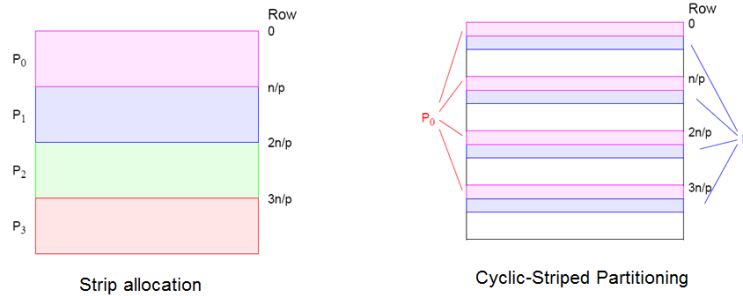 Row
0
P0
n/p
P1
2n/p
P2
3n/p
P3
Strip allocation
Row
0
n/p
P0
2n/p
3n/p
Cyclic-Striped Partitioning